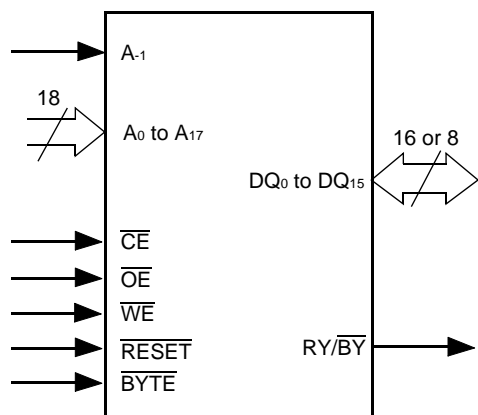 A-1
18
A0 to A17
16 or 8
DQ0 to DQ15
CE
OE
WE
RESET
RY/BY
BYTE